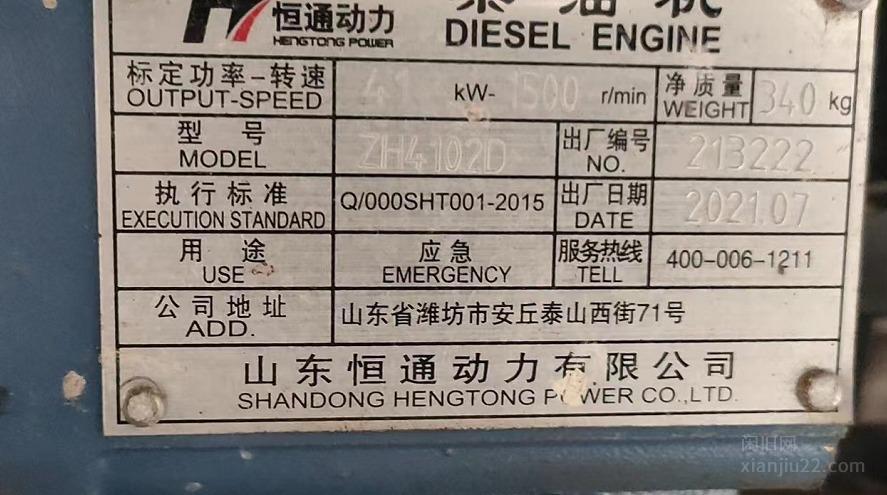 恒通动力 柴油机
HENGTONG POWER DIESEL ENGINE
标定功率-转速 41 kW- 1500 r/min 净质量 340 kg
OUTPUT-SPEED WEIGHT
型号 ZH4102D 出厂编号 213222
MODEL NO.
执行标准 Q/000SHT001-2015 出厂日期 2021.07
EXECUTION STANDARD DATE
用途 应急 服务热线 400-006-1211
USE EMERGENCY TELL
公司地址 山东省潍坊市安丘泰山西街71号
ADD.
山东恒通动力有限公司
SHANDONG HENGTONG POWER CO.,LTD.
闲旧网
xianjiu22.com